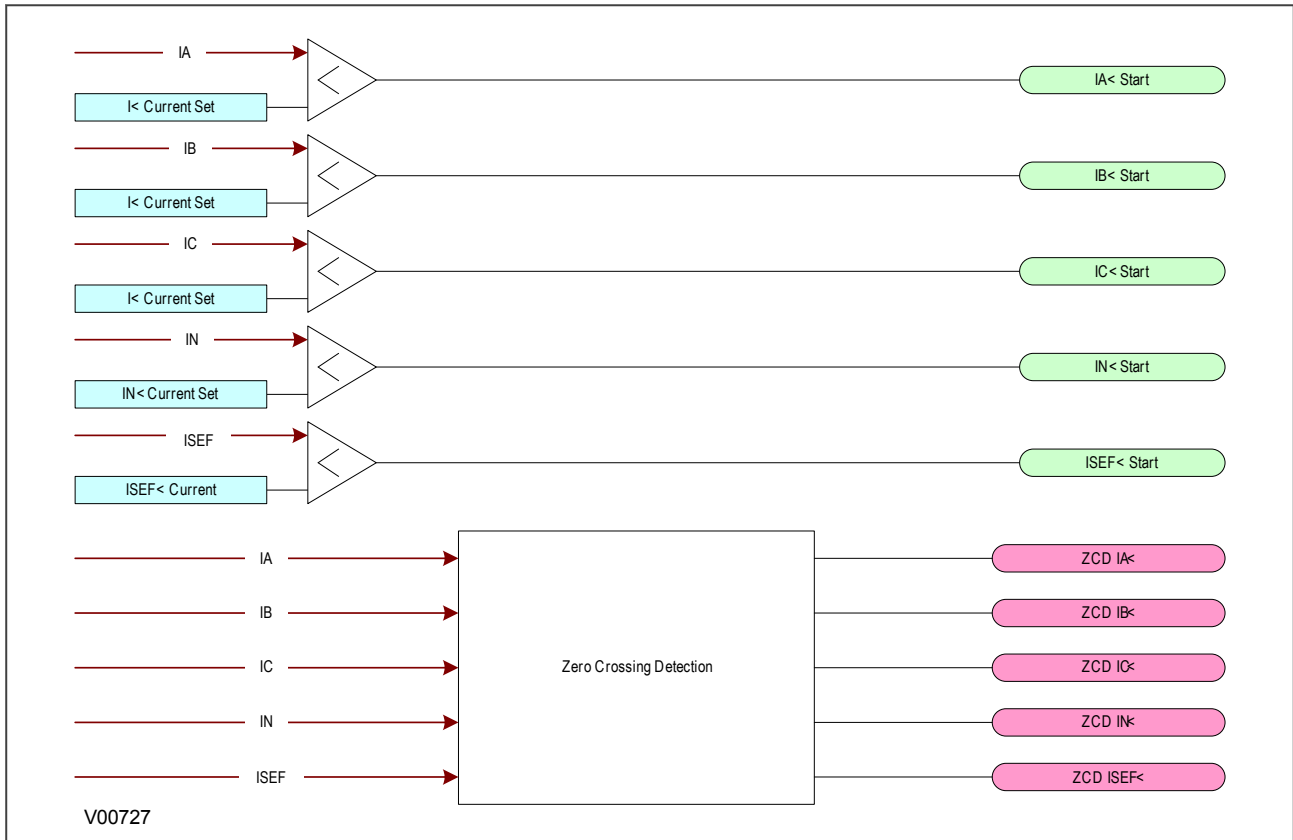 IA
I< Current Set
IA< Start
IB
I< Current Set
IB< Start
IC
I< Current Set
IC< Start
IN
IN< Current Set
IN< Start
ISEF
ISEF< Current
ISEF< Start
IA
IB
IC
IN
ISEF
Zero Crossing Detection
ZCD IA<
ZCD IB<
ZCD IC<
ZCD IN<
ZCD ISEF<
V00727